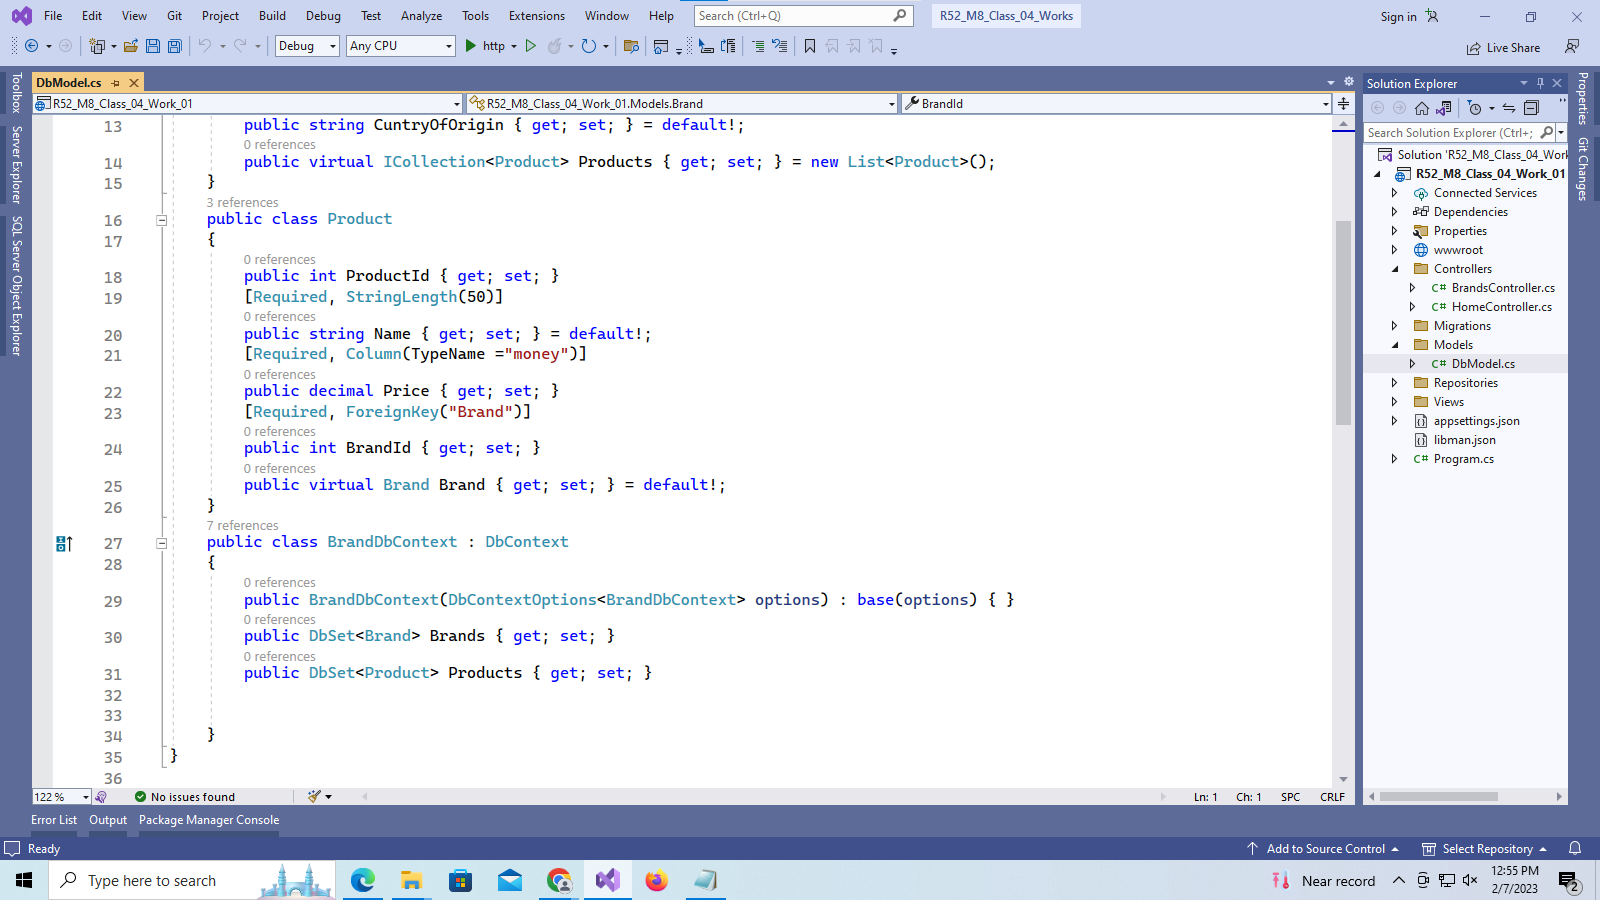 File Edit View Git Project Build Debug Test Analyze Tools Extensions Window Help Search (Ctrl+Q) R52_M8_Class_04_Works Sign in
Debug Any CPU http Live Share
DbModel.cs
R52_M8_Class_04_Work_01 R52_M8_Class_04_Work_01.Models.Brand BrandId
Toolbox
Server Explorer
SQL Server Object Explorer
13 public string CuntryOfOrigin { get; set; } = default!;
0 references
14 public virtual ICollection<Product> Products { get; set; } = new List<Product>();
15 }
3 references
16 public class Product
17 {
0 references
18 public int ProductId { get; set; }
19 [Required, StringLength(50)]
0 references
20 public string Name { get; set; } = default!;
21 [Required, Column(TypeName ="money")]
0 references
22 public decimal Price { get; set; }
23 [Required, ForeignKey("Brand")]
0 references
24 public int BrandId { get; set; }
0 references
25 public virtual Brand Brand { get; set; } = default!;
26 }
7 references
27 public class BrandDbContext : DbContext
28 {
0 references
29 public BrandDbContext(DbContextOptions<BrandDbContext> options) : base(options) { }
0 references
30 public DbSet<Brand> Brands { get; set; }
0 references
31 public DbSet<Product> Products { get; set; }
32
33
34 }
35 }
36
122 % No issues found Ln: 1 Ch: 1 SPC CRLF
Solution Explorer
Search Solution Explorer (Ctrl+;
Solution 'R52_M8_Class_04_Work
R52_M8_Class_04_Work_01
Connected Services
Dependencies
Properties
wwwroot
Controllers
C# BrandsController.cs
C# HomeController.cs
Migrations
Models
C# DbModel.cs
Repositories
Views
appsettings.json
libman.json
C# Program.cs
Properties
Git Changes
Error List Output Package Manager Console
Ready Add to Source Control Select Repository
Type here to search Near record 12:55 PM
2/7/2023 2